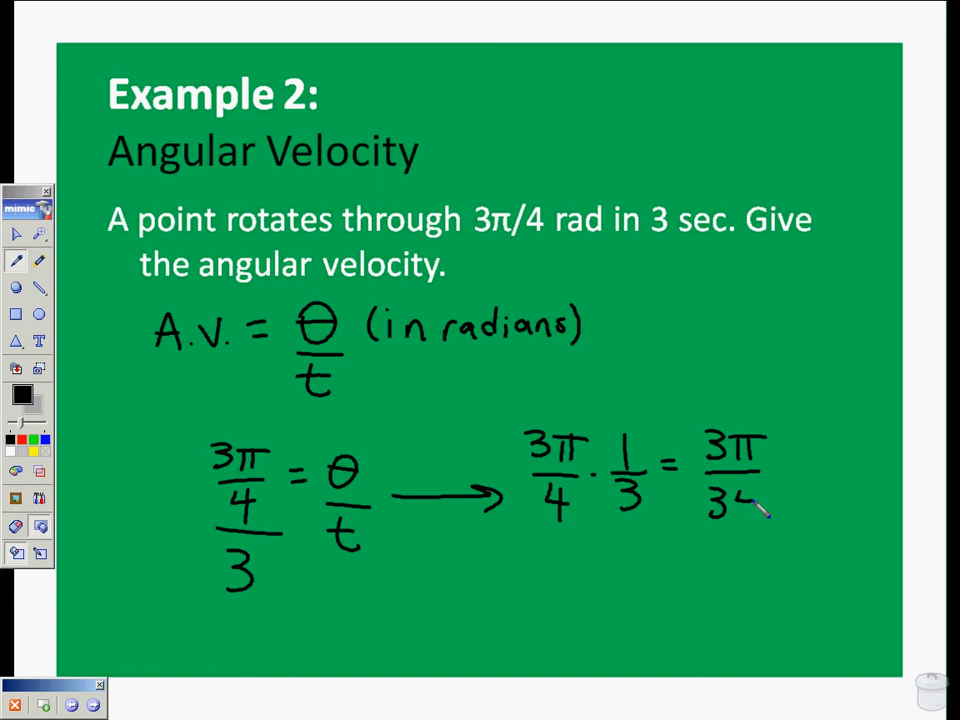 Example 2:
Angular Velocity
A point rotates through 3π/4 rad in 3 sec. Give
the angular velocity.
A.V. = θ/t (in radians)
3π/4/3 = θ/t → 3π/4 · 1/3 = 3π/34
mimio
T